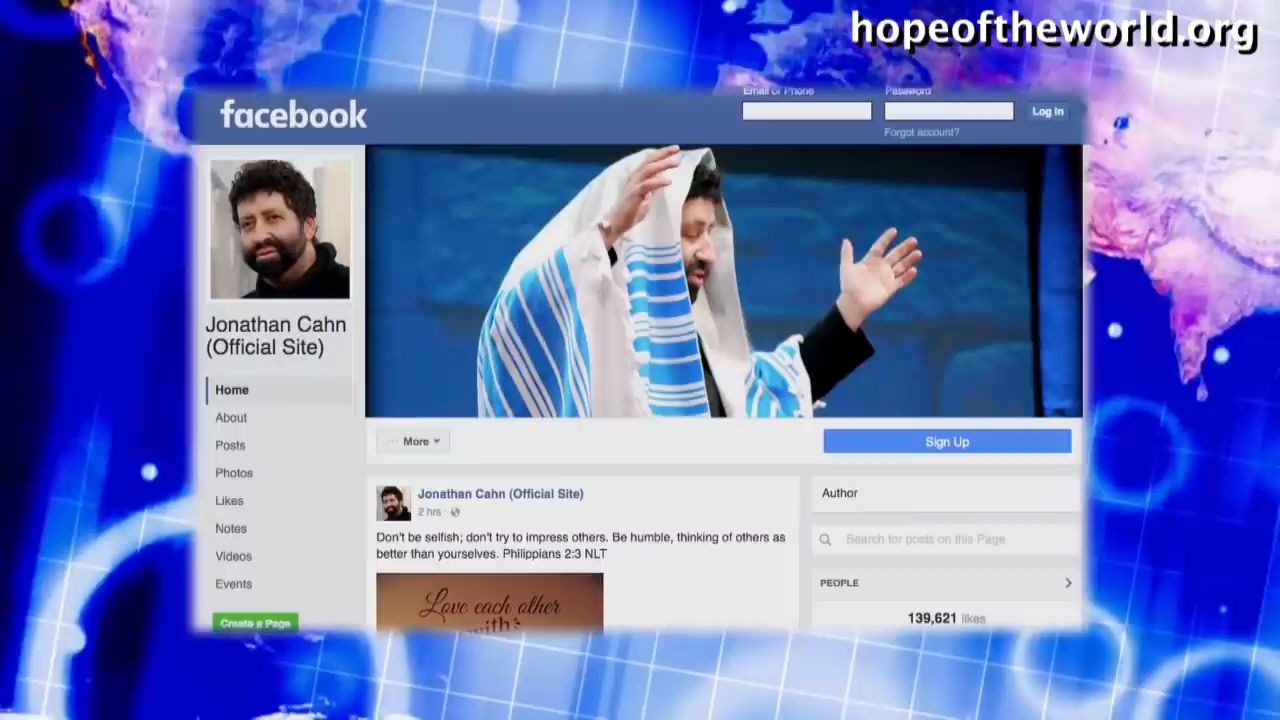 hopeoftheworld.org
facebook
Email or Phone
Password
Log In
Forgot account?
Jonathan Cahn
(Official Site)
Home
About
Posts
Photos
Likes
Notes
Videos
Events
Create a Page
More
Sign Up
Jonathan Cahn (Official Site)
2 hrs ·
Don't be selfish; don't try to impress others. Be humble, thinking of others as
better than yourselves. Philippians 2:3 NLT
Love each other
with
Author
Search for posts on this Page
PEOPLE
139,621 likes